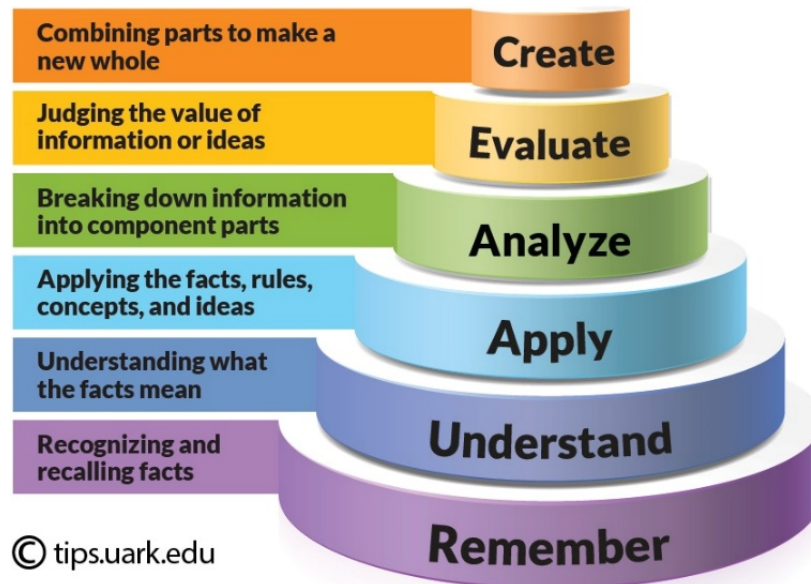 Combining parts to make a
new whole
Create
Judging the value of
information or ideas
Evaluate
Breaking down information
into component parts
Analyze
Applying the facts, rules,
concepts, and ideas
Apply
Understanding what
the facts mean
Understand
Recognizing and
recalling facts
Remember
© tips.uark.edu